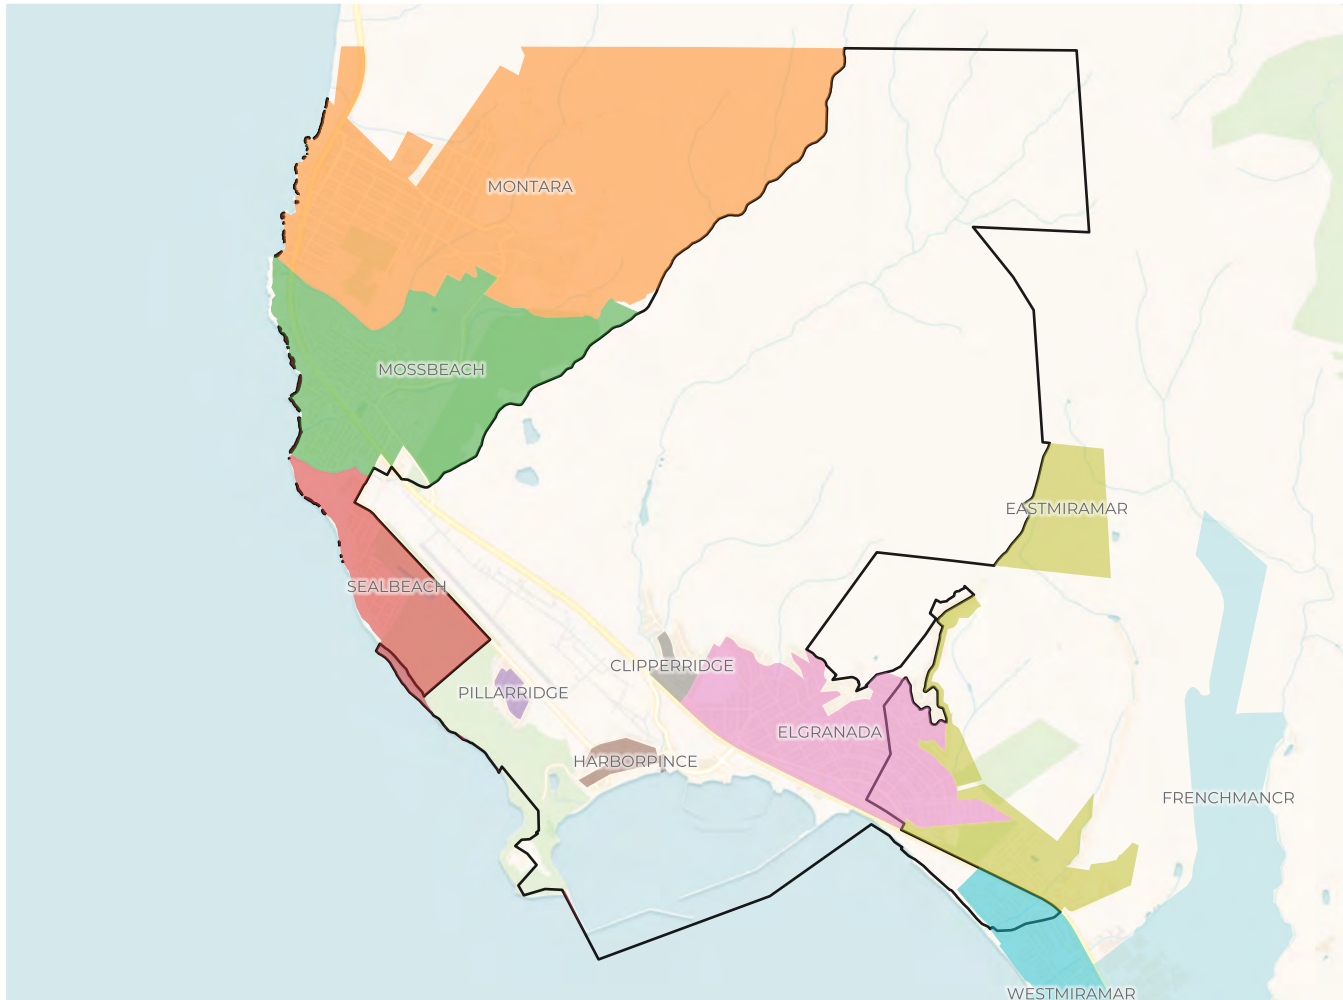 MONTARA
MOSSBEACH
EASTMIRAMAR
SEALBEACH
CLIPPERRIDGE
PILLARRIDGE
ELGRANADA
HARBORPINCE
FRENCHMANCR
WESTMIRAMAR